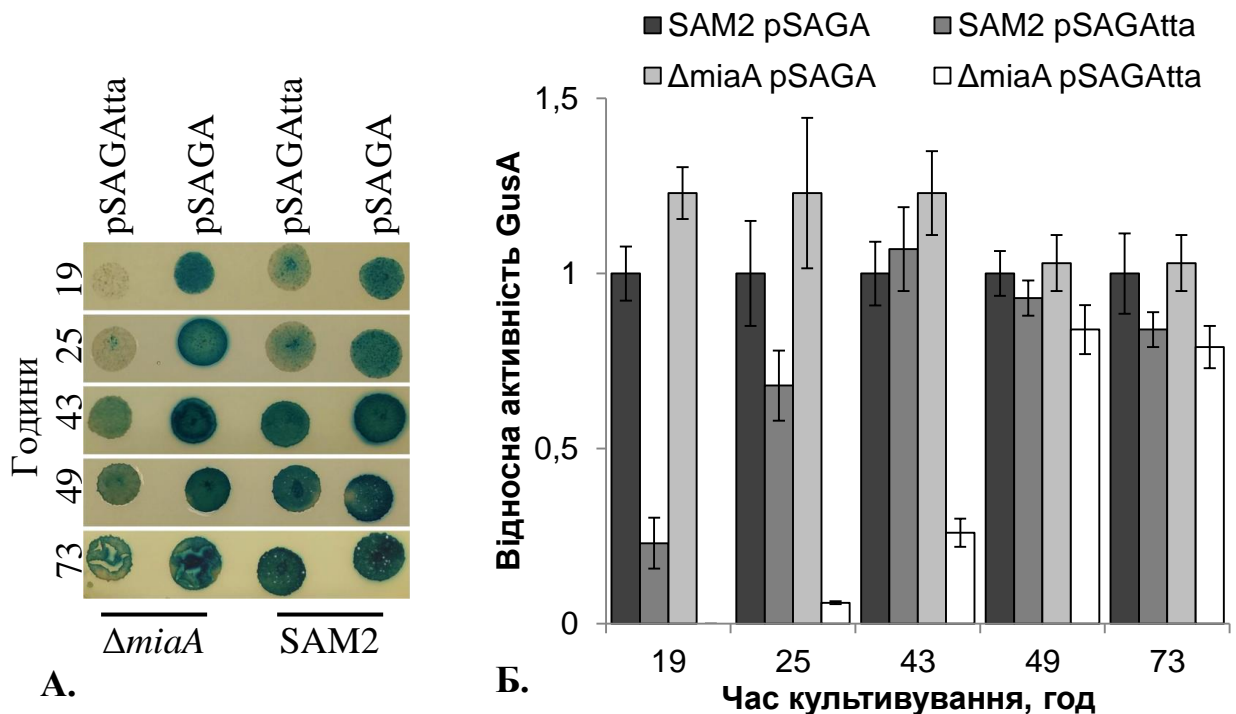 pSAGAtta
pSAGA
pSAGAtta
pSAGA
Години
19
25
43
49
73
ΔmiaA
SAM2
А.
SAM2 pSAGA
SAM2 pSAGAtta
ΔmiaA pSAGA
ΔmiaA pSAGAtta
Відносна активність GusA
1,5
1
0,5
0
19
25
43
49
73
Час культивування, год
Б.